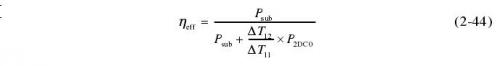 η_eff = P_sub / (P_sub + ΔT_12 / ΔT_11 × P_2DC0) (2-44)